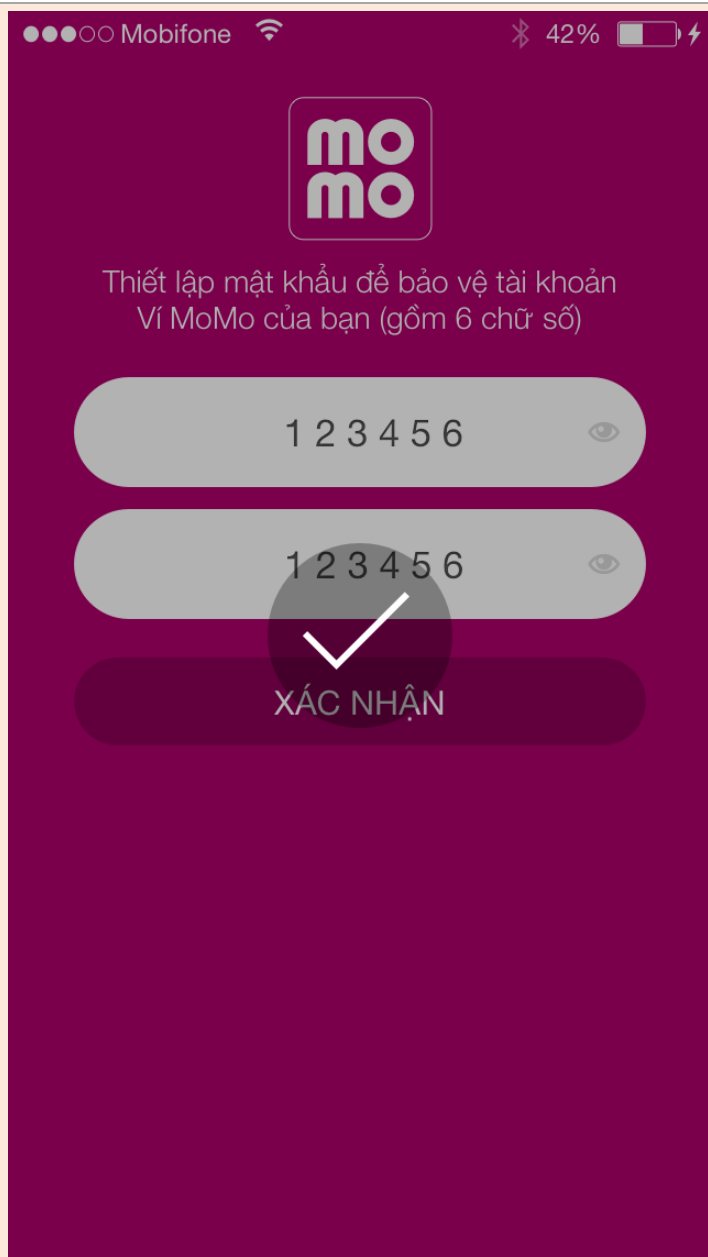 Mobifone 42%
mo
mo
Thiết lập mật khẩu để bảo vệ tài khoản
Ví MoMo của bạn (gồm 6 chữ số)
1 2 3 4 5 6
1 2 3 4 5 6
XÁC NHẬN